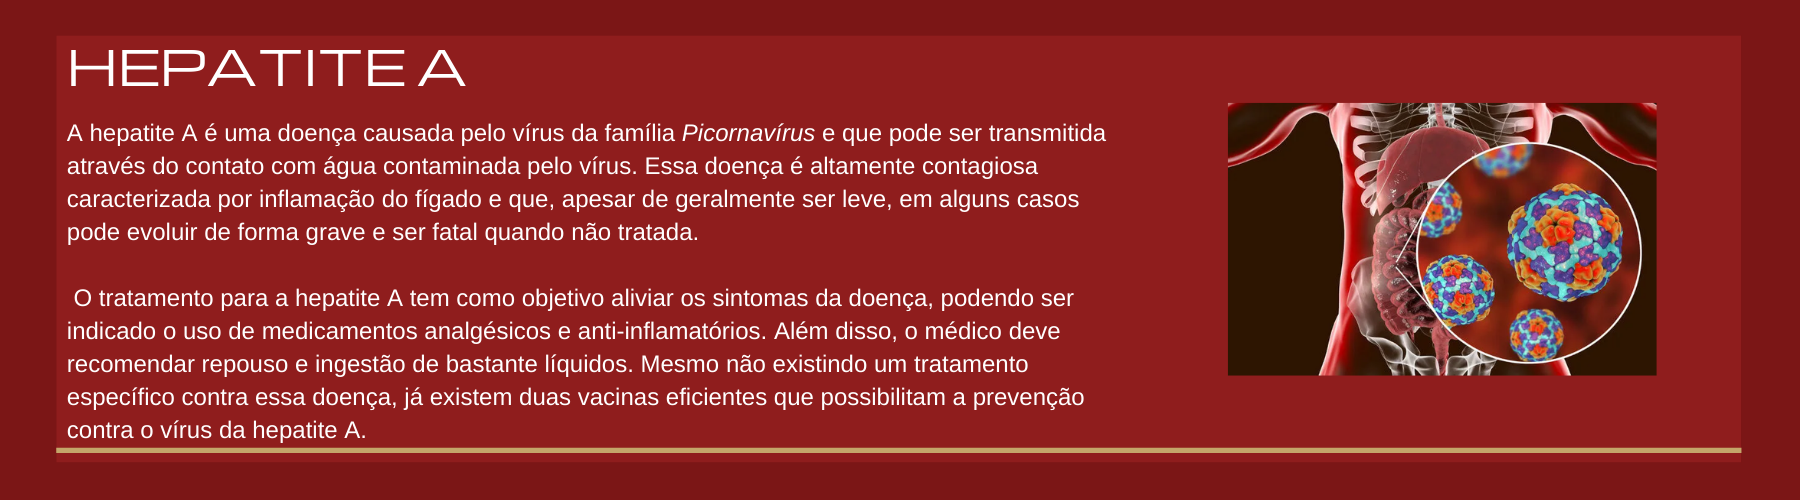 HEPATITE A
A hepatite A é uma doença causada pelo vírus da família Picornavírus e que pode ser transmitida
através do contato com água contaminada pelo vírus. Essa doença é altamente contagiosa
caracterizada por inflamação do fígado e que, apesar de geralmente ser leve, em alguns casos
pode evoluir de forma grave e ser fatal quando não tratada.
O tratamento para a hepatite A tem como objetivo aliviar os sintomas da doença, podendo ser
indicado o uso de medicamentos analgésicos e anti-inflamatórios. Além disso, o médico deve
recomendar repouso e ingestão de bastante líquidos. Mesmo não existindo um tratamento
específico contra essa doença, já existem duas vacinas eficientes que possibilitam a prevenção
contra o vírus da hepatite A.